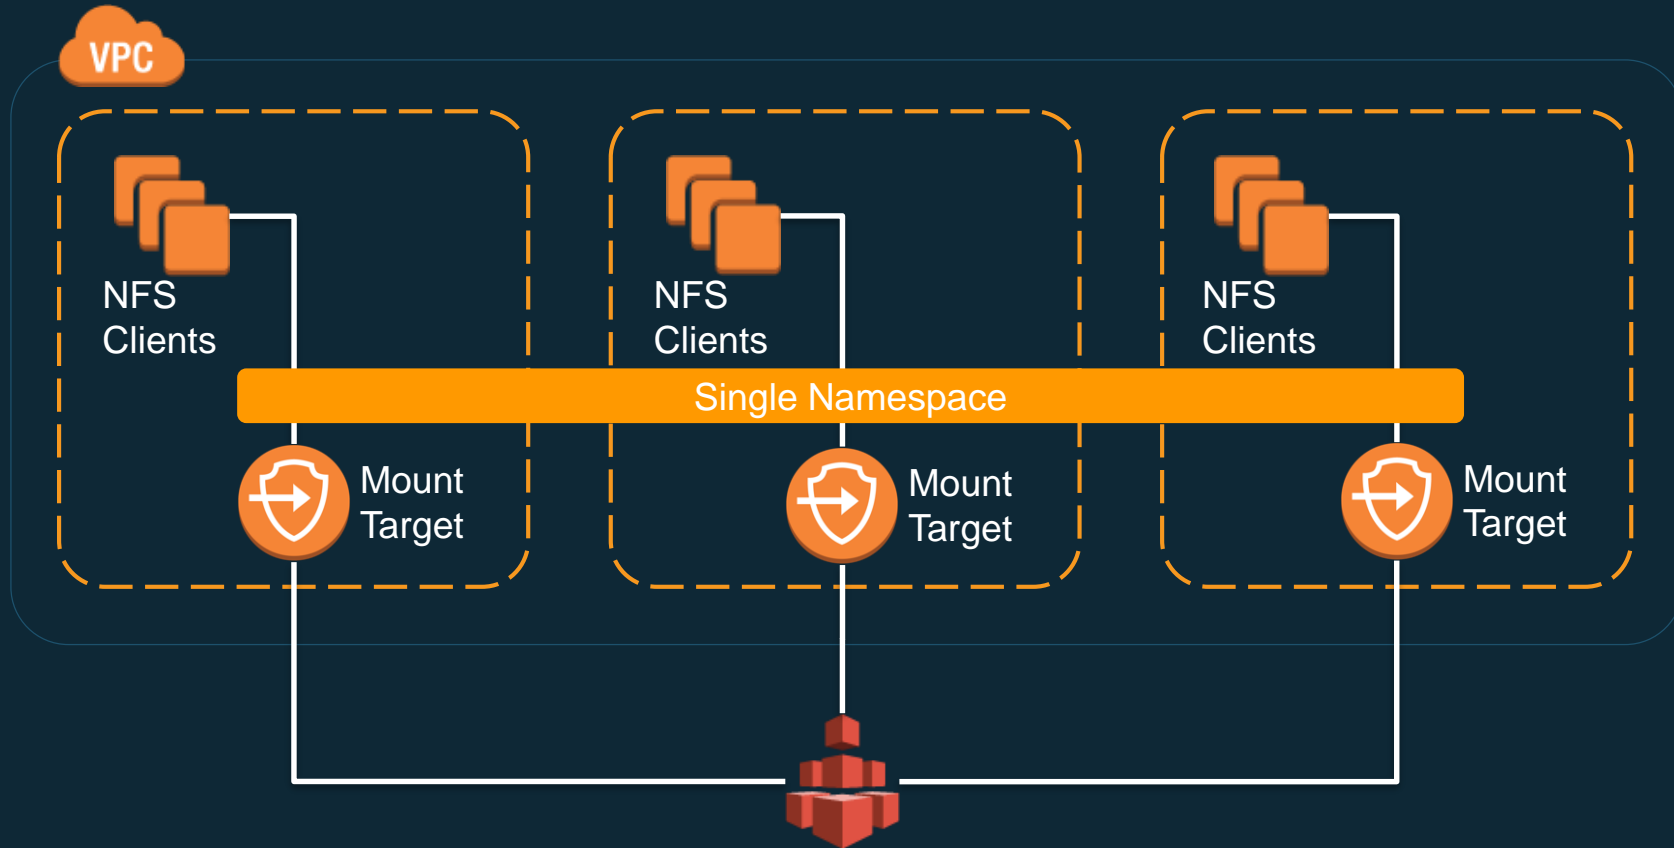 VPC
NFS
Clients
NFS
Clients
NFS
Clients
Single Namespace
Mount
Target
Mount
Target
Mount
Target